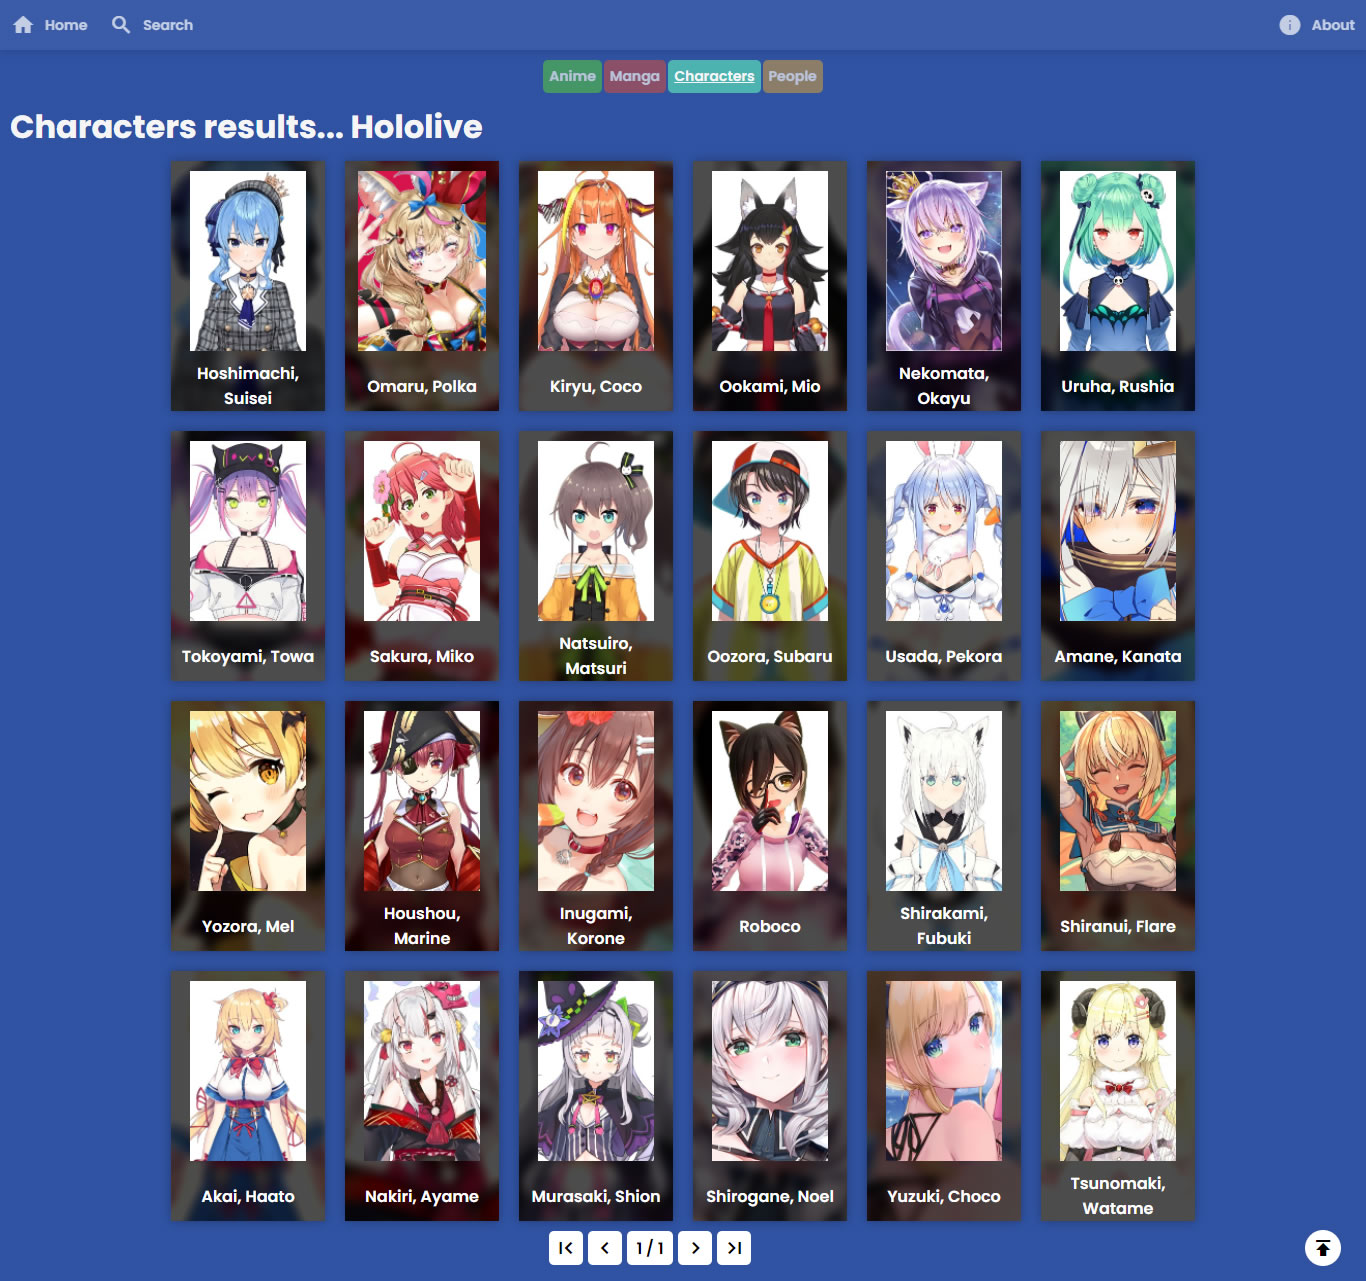 Home
Search
About
Anime
Manga
Characters
People
Characters results... Hololive
Hoshimachi,
Suisei
Omaru, Polka
Kiryu, Coco
Ookami, Mio
Nekomata,
Okayu
Uruha, Rushia
Tokoyami, Towa
Sakura, Miko
Natsuiro,
Matsuri
Oozora, Subaru
Usada, Pekora
Amane, Kanata
Yozora, Mel
Houshou,
Marine
Inugami,
Korone
Roboco
Shirakami,
Fubuki
Shiranui, Flare
Akai, Haato
Nakiri, Ayame
Murasaki, Shion
Shirogane, Noel
Yuzuki, Choco
Tsunomaki,
Watame
1 / 1